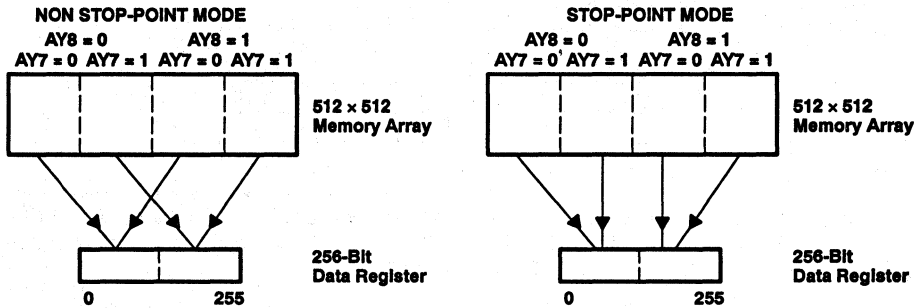 NON STOP-POINT MODE
AY8 = 0 AY8 = 1
AY7 = 0 AY7 = 1 AY7 = 0 AY7 = 1
512 × 512
Memory Array
256-Bit
Data Register
0 255
STOP-POINT MODE
AY8 = 0 AY8 = 1
AY7 = 0 AY7 = 1 AY7 = 0 AY7 = 1
512 × 512
Memory Array
256-Bit
Data Register
0 255